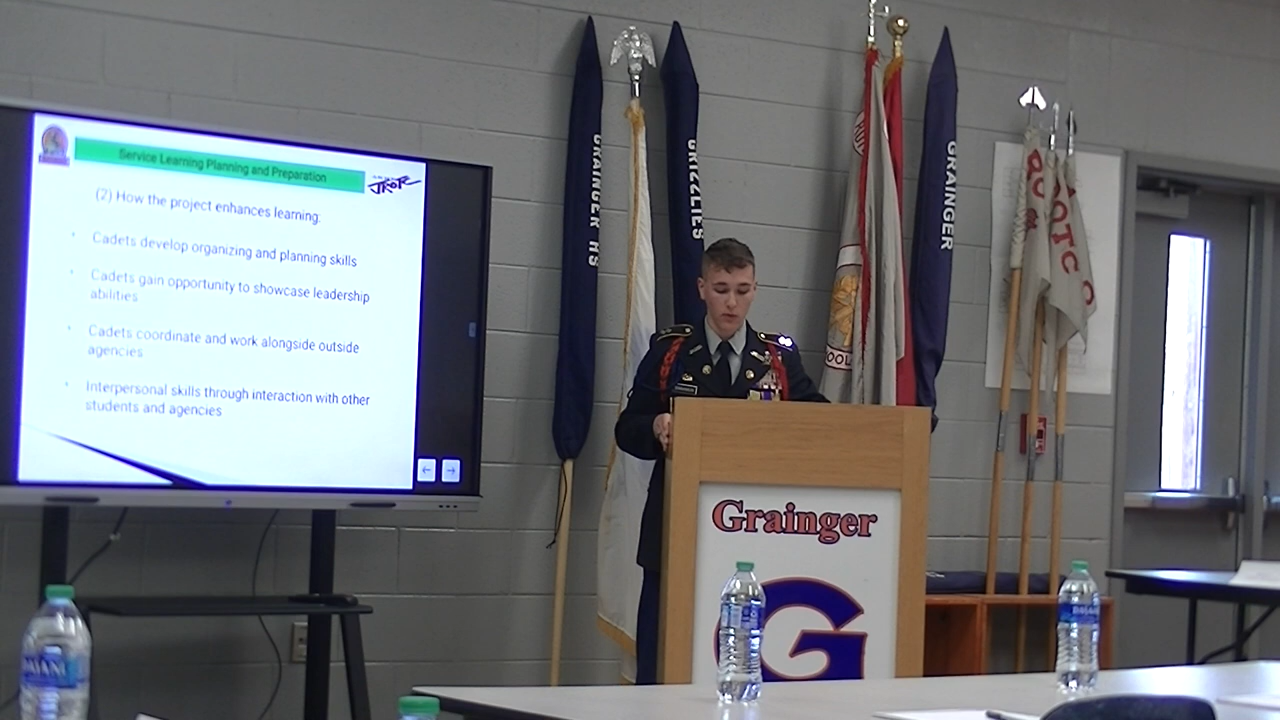 Service Learning Planning and Preparation
JROTC
(2) How the project enhances learning:
Cadets develop organizing and planning skills
Cadets gain opportunity to showcase leadership
abilities
Cadets coordinate and work alongside outside
agencies
Interpersonal skills through interaction with other
students and agencies
GRAINGER HS
GRIZZLIES
GRAINGER
Grainger
G
DASANI
DASANI